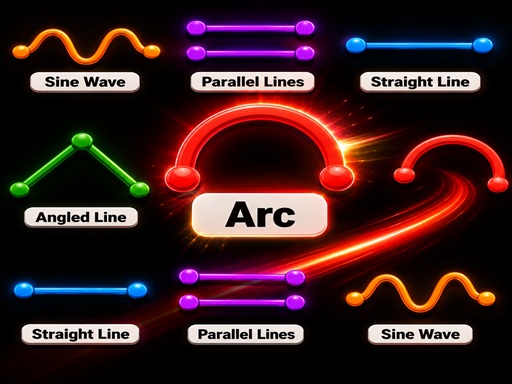 Sine Wave
Parallel Lines
Straight Line
Angled Line
Arc
Straight Line
Parallel Lines
Sine Wave